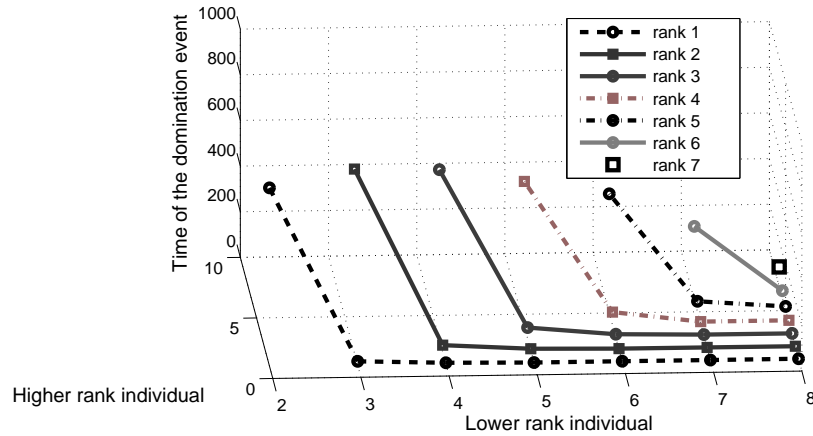 1000
800
600
400
200
0
Time of the domination event
10
5
0
Higher rank individual
2
3
4
5
6
7
8
Lower rank individual
rank 1
rank 2
rank 3
rank 4
rank 5
rank 6
rank 7